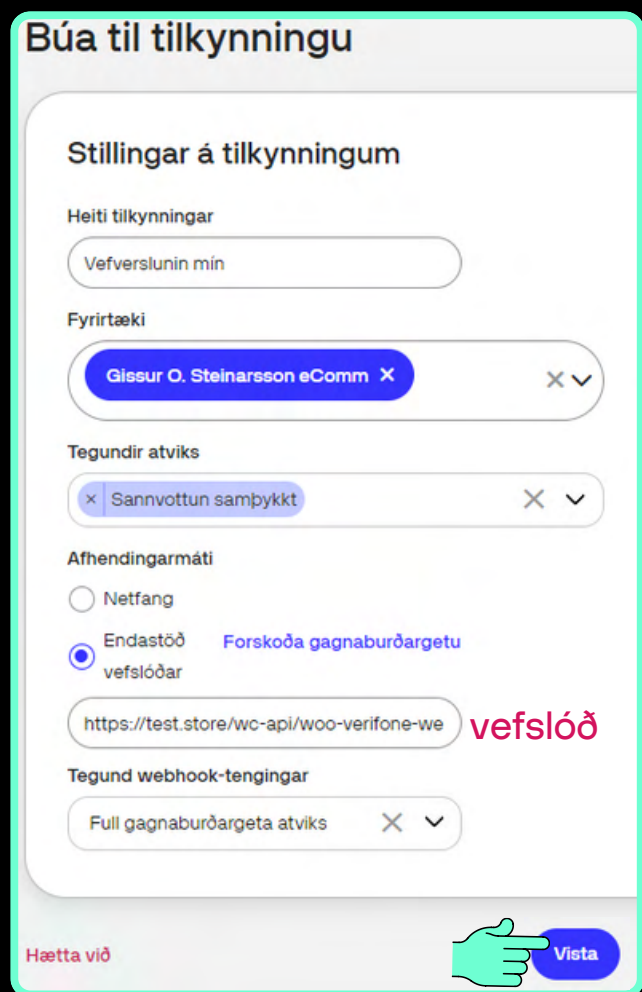 Búa til tilkynningu
Stillingar á tilkynningum
Heiti tilkynningar
Vefverslunin mín
Fyrirtæki
Gissur O. Steinarsson eComm ×
Tegundir atviks
× Sannvottun samþykkt
Afhendingarmáti
Netfang
Endastöð
vefslóðar
Forskoða gagnaburðargetu
https://test.store/wc-api/woo-verifone-we
vefslóð
Tegund webhook-tengingar
Full gagnaburðargeta atviks
Hætta við
Vista